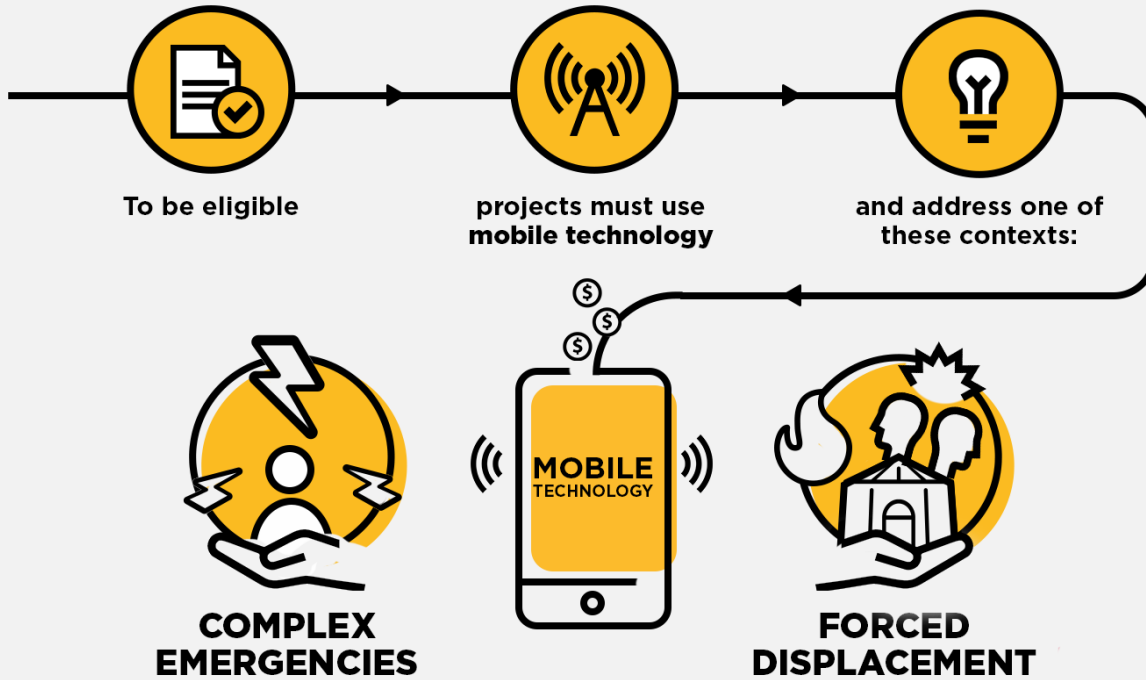 To be eligible
projects must use
mobile technology
and address one of
these contexts:
$
$
$
MOBILE
TECHNOLOGY
COMPLEX
EMERGENCIES
FORCED
DISPLACEMENT